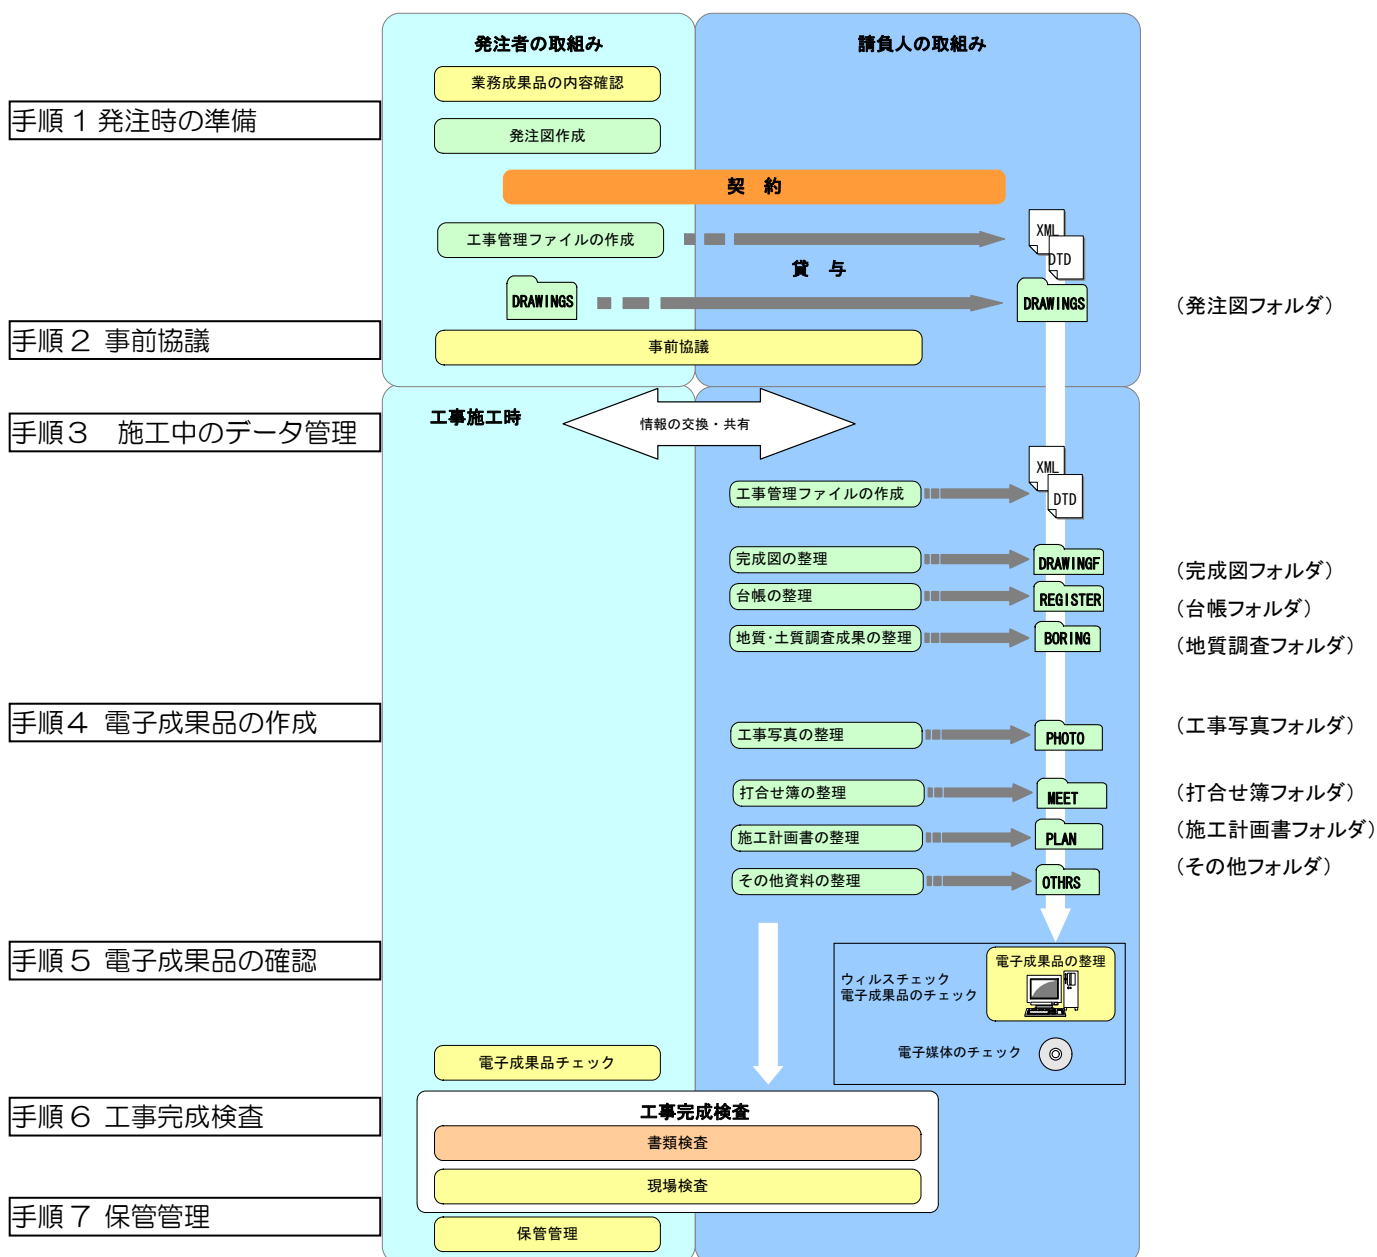 発注者の取組み
請負人の取組み
業務成果品の内容確認
手順１発注時の準備
発注図作成
契　約
工事管理ファイルの作成
XML
DTD
貸　与
DRAWINGS
DRAWINGS
（発注図フォルダ）
手順２ 事前協議
事前協議
工事施工時
情報の交換・共有
手順３　施工中のデータ管理
XML
DTD
工事管理ファイルの作成
完成図の整理
DRAWINGF
（完成図フォルダ）
台帳の整理
REGISTER
（台帳フォルダ）
地質･土質調査成果の整理
BORING
（地質調査フォルダ）
手順４ 電子成果品の作成
工事写真の整理
PHOTO
（工事写真フォルダ）
打合せ簿の整理
MEET
（打合せ簿フォルダ）
施工計画書の整理
PLAN
（施工計画書フォルダ）
その他資料の整理
OTHRS
（その他フォルダ）
手順５ 電子成果品の確認
電子成果品の整理
ウィルスチェック
電子成果品のチェック
電子媒体のチェック
電子成果品チェック
手順６ 工事完成検査
工事完成検査
書類検査
現場検査
手順７ 保管管理
保管管理